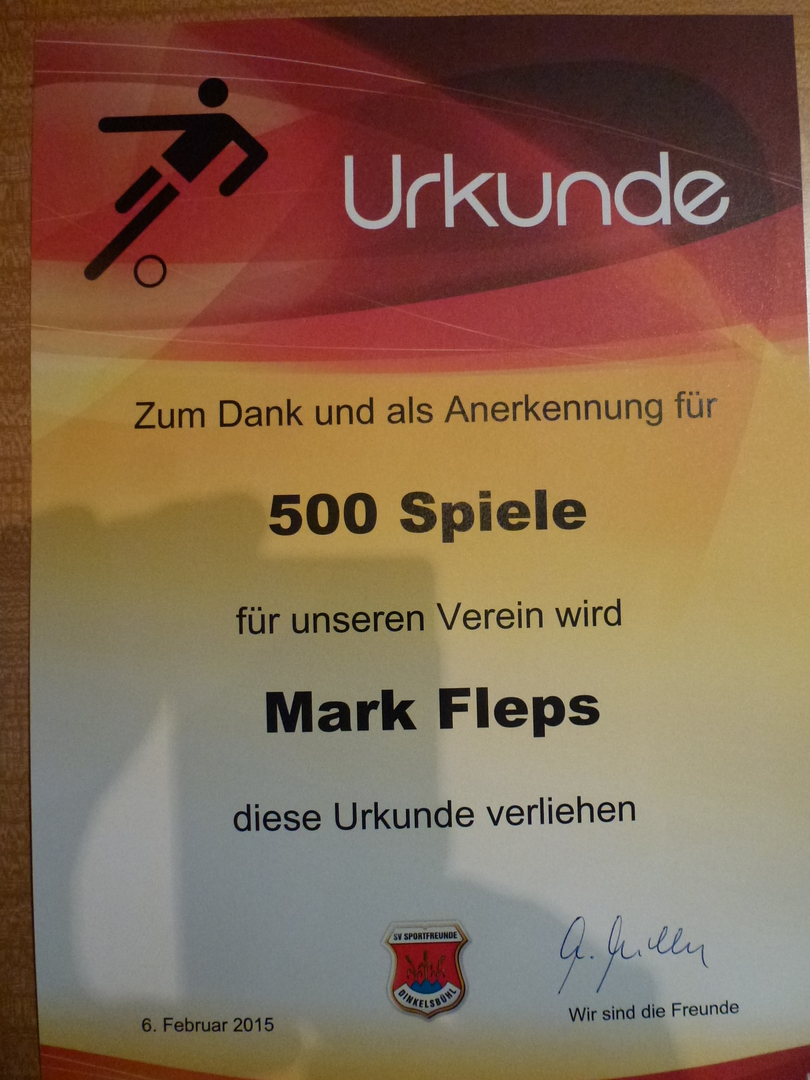 Urkunde
Zum Dank und als Anerkennung für
500 Spiele
für unseren Verein wird
Mark Fleps
diese Urkunde verliehen
SV SPORTFREUNDE
DINKELSBÜHL
Wir sind die Freunde
6. Februar 2015